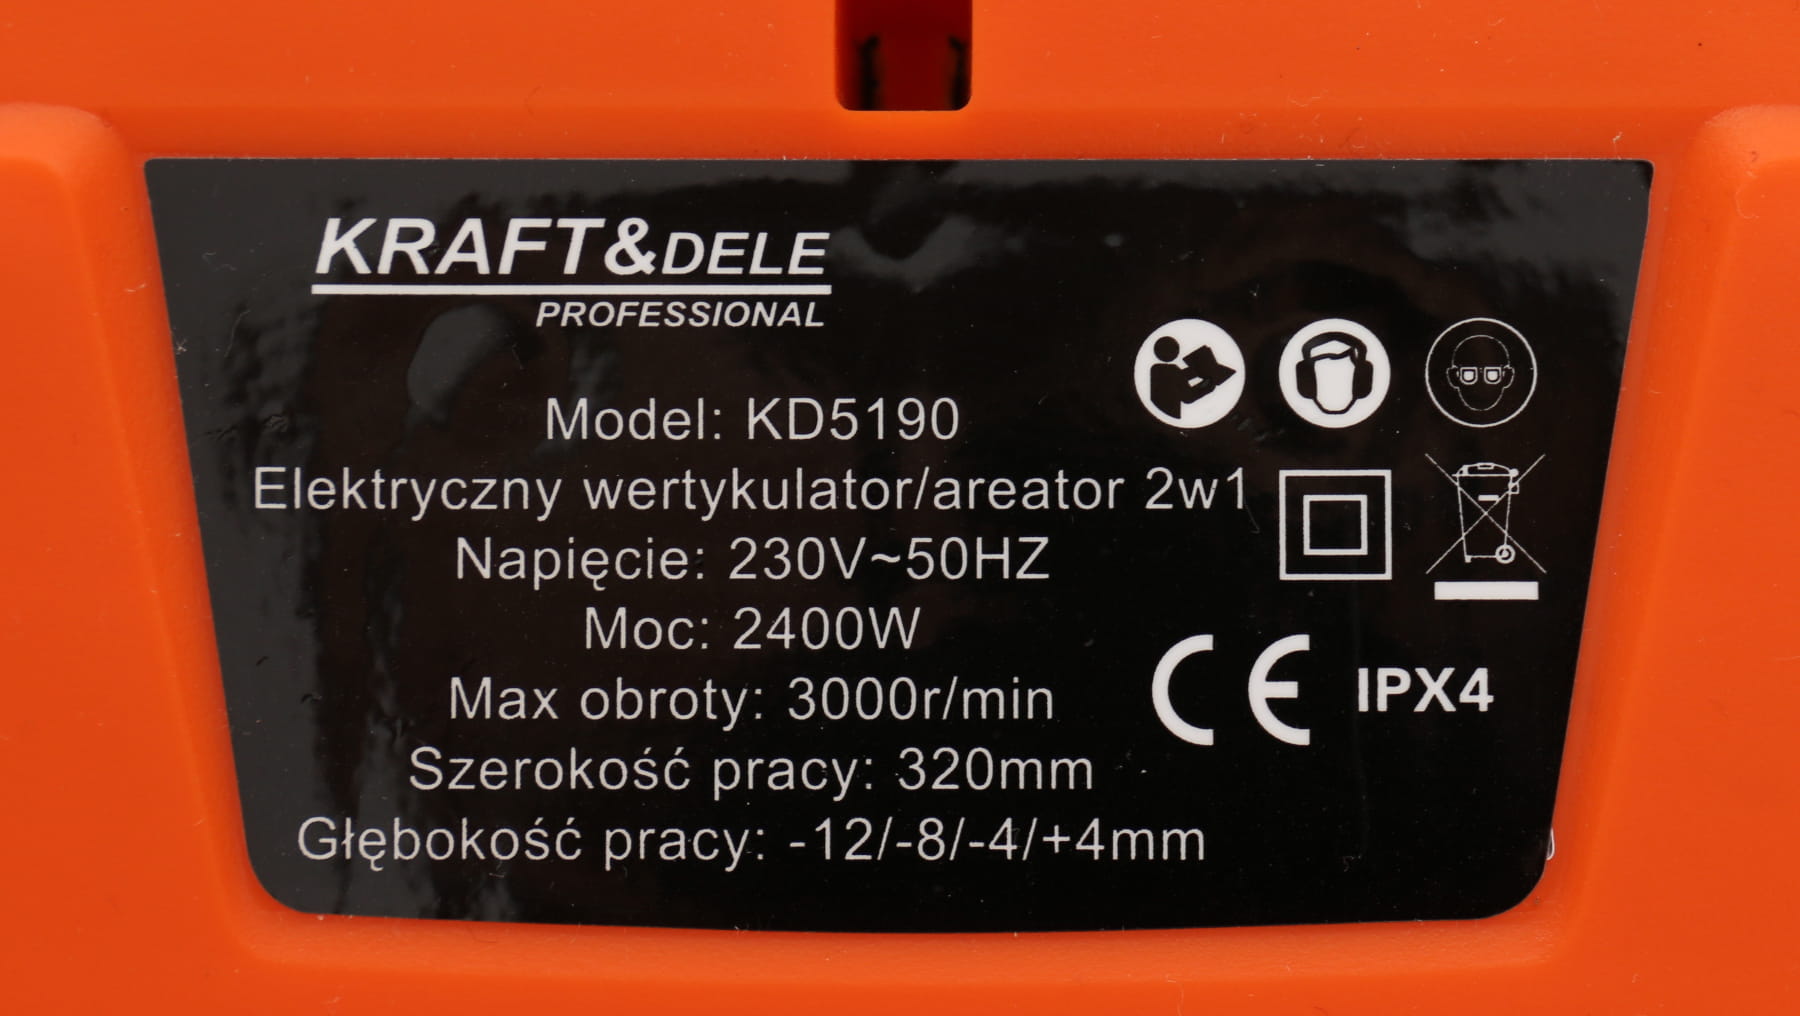 KRAFT&DELE
PROFESSIONAL
Model: KD5190
Elektryczny wertykulator/areator 2w1
Napięcie: 230V~50HZ
Moc: 2400W
Max obroty: 3000r/min
Szerokość pracy: 320mm
Głębokość pracy: -12/-8/-4/+4mm
CE IPX4